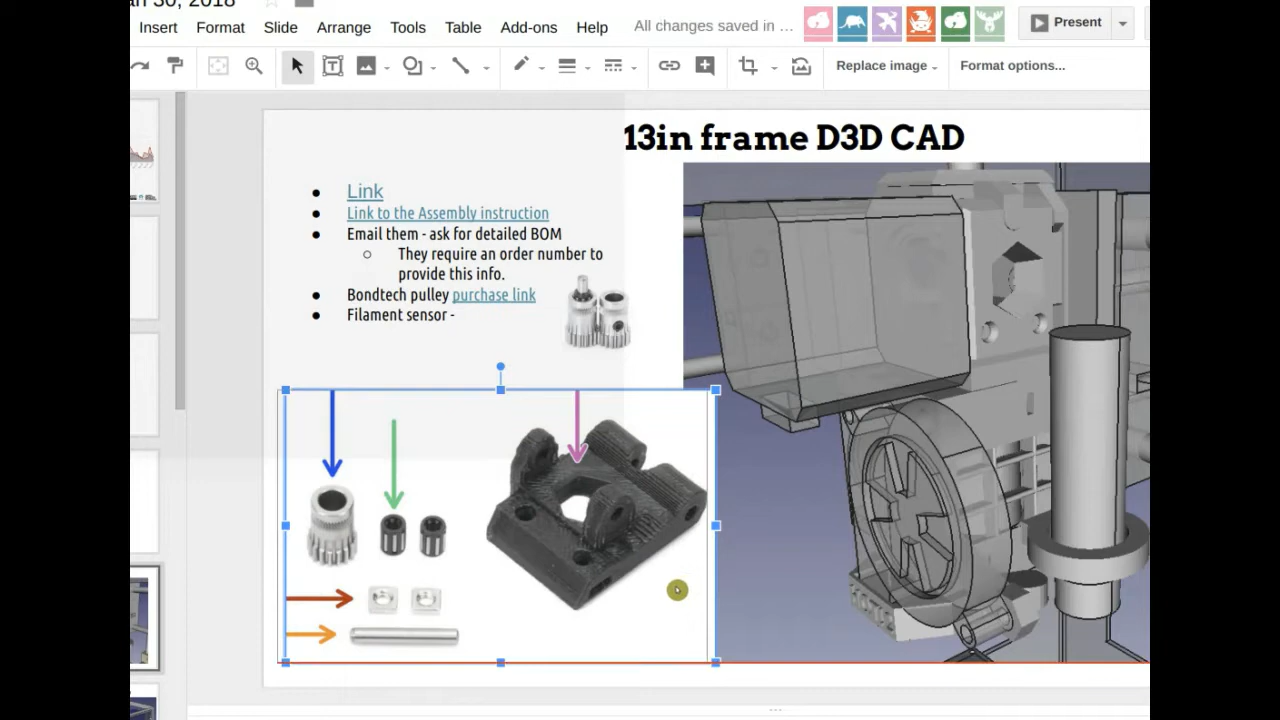 30, 2018
Insert Format Slide Arrange Tools Table Add-ons Help All changes saved in ... Present
Replace image Format options...
13in frame D3D CAD
Link
Link to the Assembly instruction
Email them - ask for detailed BOM
They require an order number to
provide this info.
Bondtech pulley purchase link
Filament sensor -